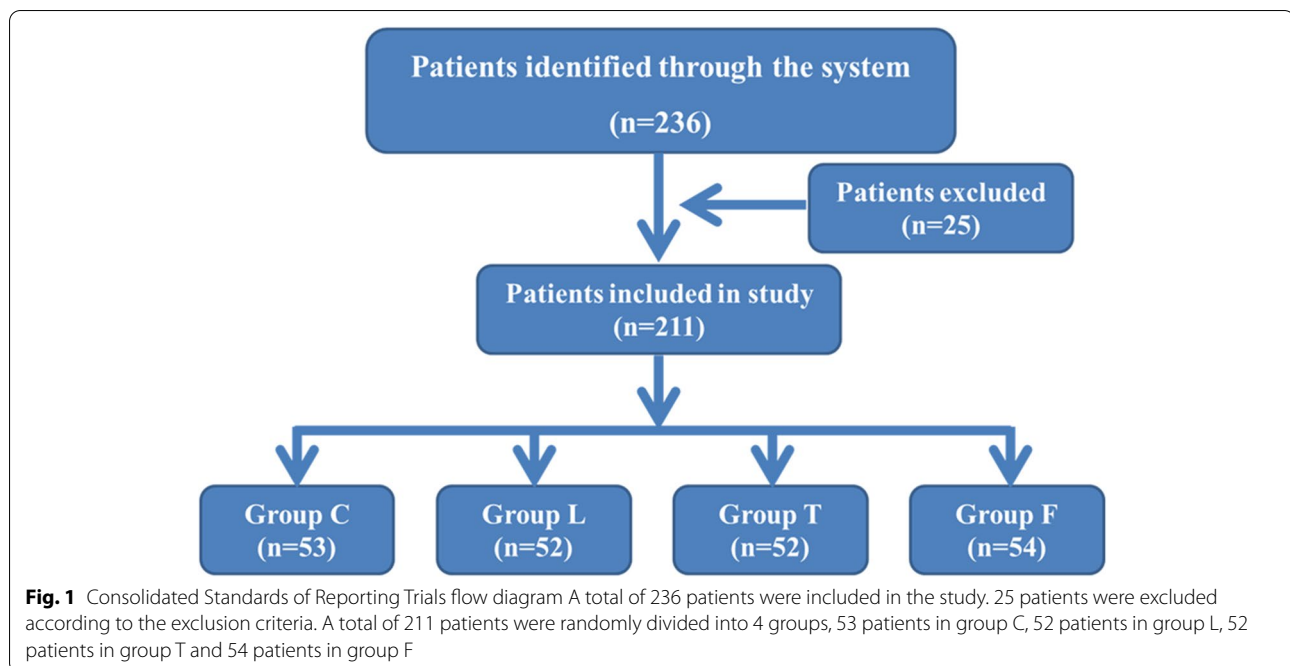 Patients identified through the system
(n=236)
Patients excluded
(n=25)
Patients included in study
(n=211)
Group C
(n=53)
Group L
(n=52)
Group T
(n=52)
Group F
(n=54)
Fig. 1 Consolidated Standards of Reporting Trials flow diagram A total of 236 patients were included in the study. 25 patients were excluded
according to the exclusion criteria. A total of 211 patients were randomly divided into 4 groups, 53 patients in group C, 52 patients in group L, 52
patients in group T and 54 patients in group F